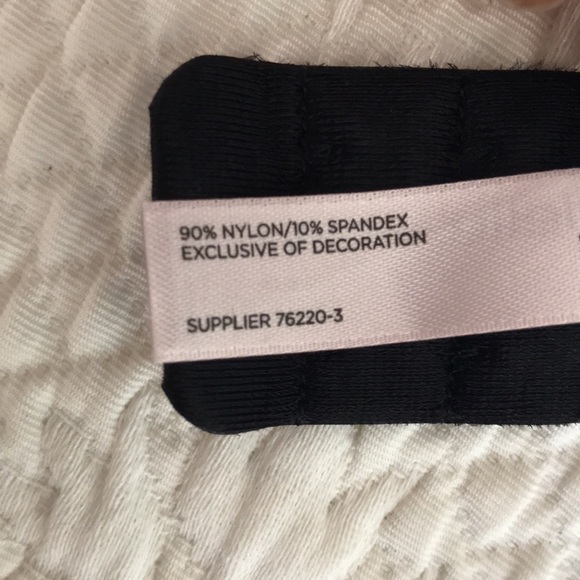 90% NYLON/10% SPANDEX
EXCLUSIVE OF DECORATION
SUPPLIER 76220-3